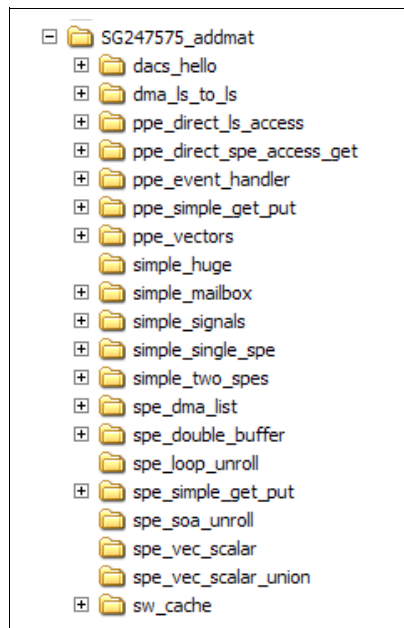 SG247575_addmat
dacs_hello
dma_ls_to_ls
ppe_direct_ls_access
ppe_direct_spe_access_get
ppe_event_handler
ppe_simple_get_put
ppe_vectors
simple_huge
simple_mailbox
simple_signals
simple_single_spe
simple_two_spes
spe_dma_list
spe_double_buffer
spe_loop_unroll
spe_simple_get_put
spe_soa_unroll
spe_vec_scalar
spe_vec_scalar_union
sw_cache